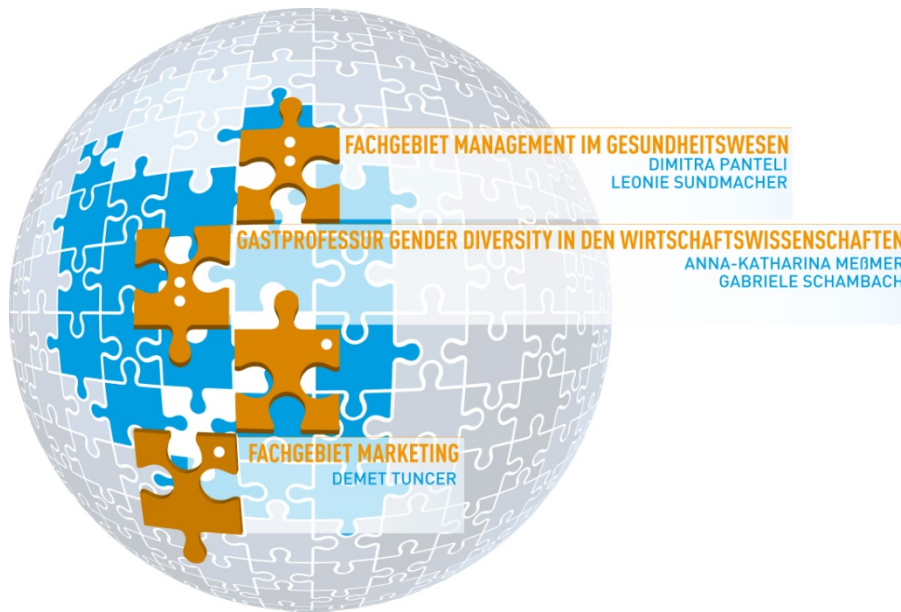 FACHGEBIET MANAGEMENT IM GESUNDHEITSWESEN
DIMITRA PANTELI
LEONIE SUNDMACHER
GASTPROFESSUR GENDER DIVERSITY IN DEN WIRTSCHAFTSWISSENSCHAFTEN
ANNA-KATHARINA MEßMER
GABRIELE SCHAMBACH
FACHGEBIET MARKETING
DEMET TUNCER